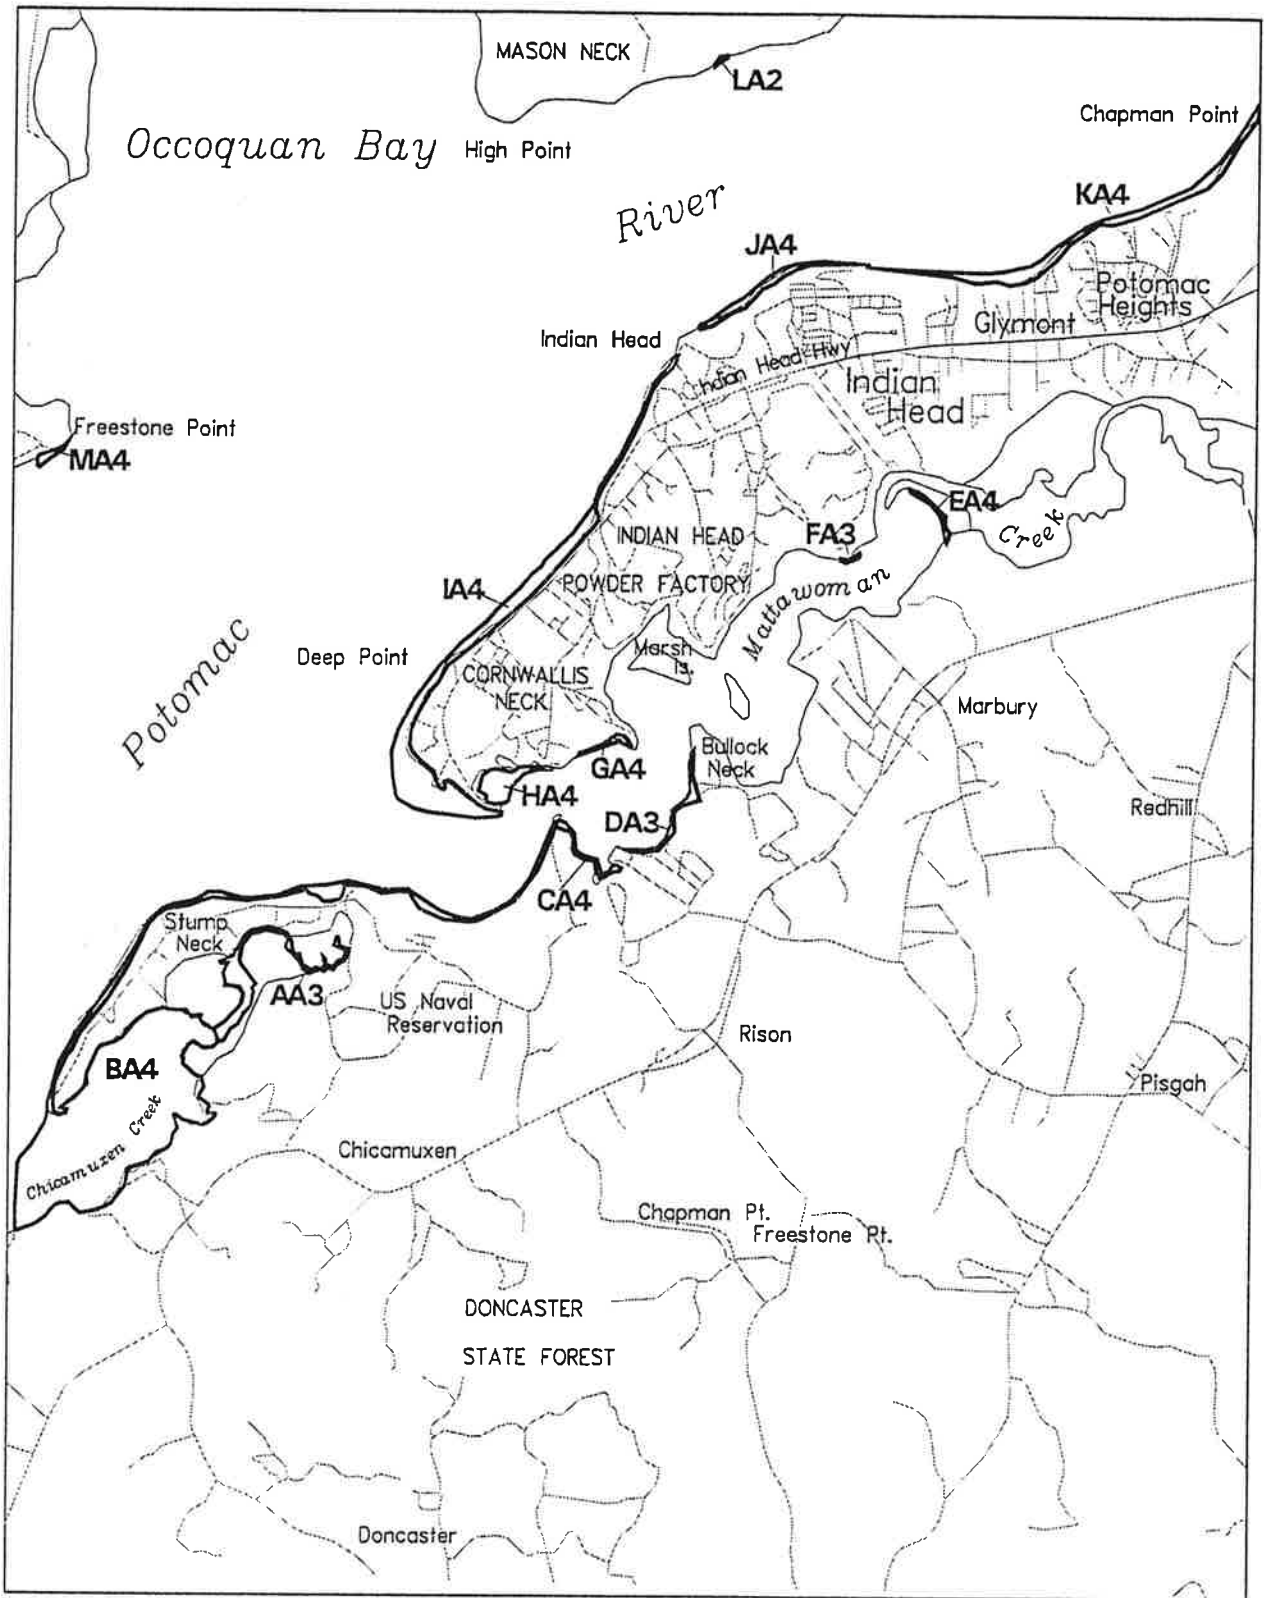 MASON NECK
LA2
Chapman Point
Occoquan Bay
High Point
River
KA4
JA4
Potomac
Heights
Glymont
Indian Head
Indian Head Hwy
Indian
Head
Freestone Point
MA4
EA4
Creek
FA3
INDIAN HEAD
POWDER FACTORY
IA4
Mattawoman
Potomac
Deep Point
Marsh
Is.
CORNWALLIS
NECK
Marbury
GA4
Bullock
Neck
HA4
DA3
Redhill
CA4
Stump
Neck
AA3
US Naval
Reservation
Rison
BA4
Pisgah
Chicamuxen Creek
Chicamuxen
Chapman Pt.
Freestone Pt.
DONCASTER
STATE FOREST
Doncaster